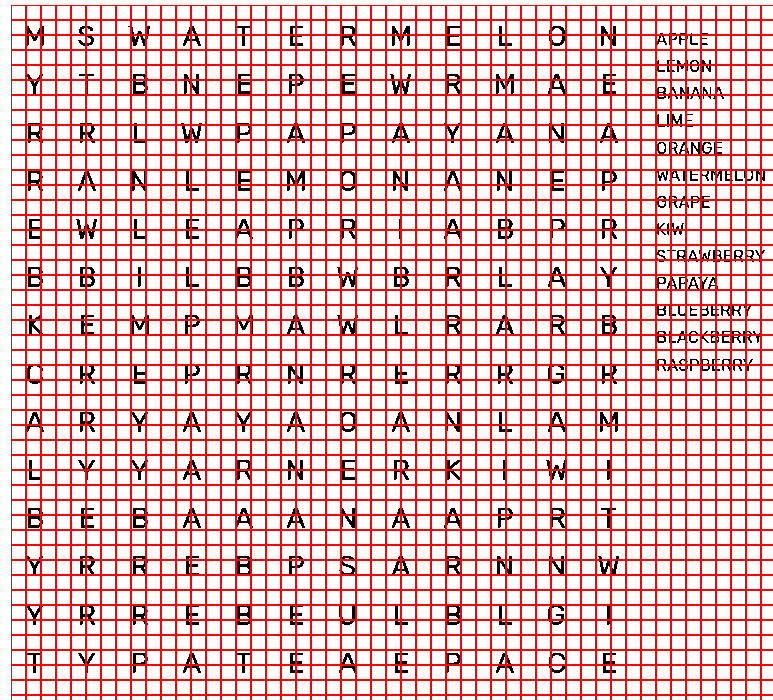 M S W A T E R M E L O N
Y T B N E P E W R M A E
R R L W P A P A Y A N A
R A N L E M O N A N E P
E W L E A P R I A B P R
B B I L B B W B R L A Y
K E M P M A W L R A R B
C R E P R N R E R R G R
A R Y A Y A O A N L A M
L Y Y A R N E R K I W I
B E B A A A N A A P R T
Y R R E B P S A R N N W
Y R R E B E U L B L G I
T Y P A T E A E P A C E
APPLE
LEMON
BANANA
LIME
ORANGE
WATERMELON
GRAPE
KIWI
STRAWBERRY
PAPAYA
BLUEBERRY
BLACKBERRY
RASPBERRY